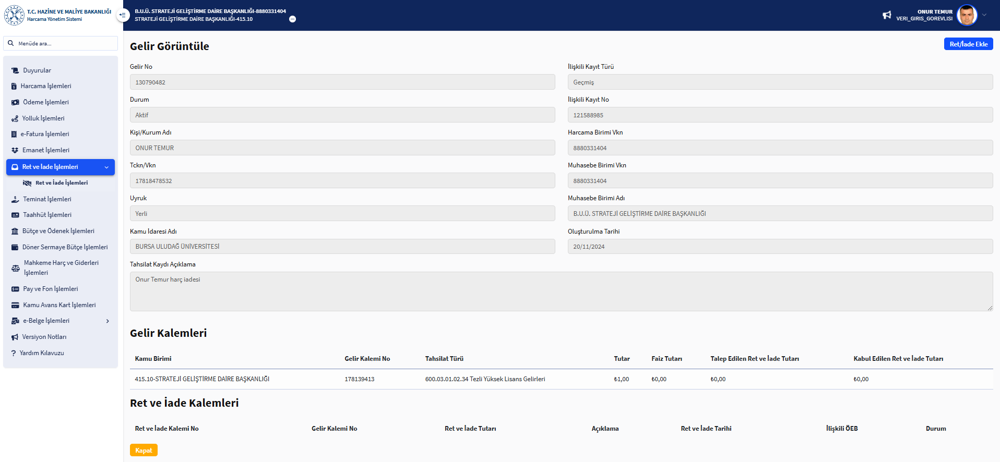 T.C. HAZİNE VE MALİYE BAKANLIĞI
Harcama Yönetim Sistemi
B.U.Ü. STRATEJİ GELİŞTİRME DAİRE BAŞKANLIĞI-8880331404
STRATEJİ GELİŞTİRME DAİRE BAŞKANLIĞI-415.10
ONUR TEMUR
VERI_GIRIS_GOREVLISI
Menüde ara...
Duyurular
Harcama İşlemleri
Ödeme İşlemleri
Yolluk İşlemleri
e-Fatura İşlemleri
Emanet İşlemleri
Ret ve İade İşlemleri
Ret ve İade İşlemleri
Teminat İşlemleri
Taahhüt İşlemleri
Bütçe ve Ödenek İşlemleri
Döner Sermaye Bütçe İşlemleri
Mahkeme Harç ve Giderleri
İşlemleri
Pay ve Fon İşlemleri
Kamu Avans Kart İşlemleri
e-Belge İşlemleri
Versiyon Notları
? Yardım Kılavuzu
Gelir Görüntüle
Ret/İade Ekle
Gelir No
130790482
İlişkili Kayıt Türü
Geçmiş
Durum
Aktif
İlişkili Kayıt No
121588985
Kişi/Kurum Adı
ONUR TEMUR
Harcama Birimi Vkn
8880331404
Tckn/Vkn
17818478532
Muhasebe Birimi Vkn
8880331404
Uyruk
Yerli
Muhasebe Birimi Adı
B.U.Ü. STRATEJİ GELİŞTİRME DAİRE BAŞKANLIĞI
Kamu İdaresi Adı
BURSA ULUDAĞ ÜNİVERSİTESİ
Oluşturulma Tarihi
20/11/2024
Tahsilat Kaydı Açıklama
Onur Temur harç iadesi
Gelir Kalemleri
Kamu Birimi Gelir Kalemi No Tahsilat Türü Tutar Faiz Tutarı Talep Edilen Ret ve İade Tutarı Kabul Edilen Ret ve İade Tutarı
415.10-STRATEJİ GELİŞTİRME DAİRE BAŞKANLIĞI 178139413 600.03.01.02.34 Tezli Yüksek Lisans Gelirleri ₺1,00 ₺0,00 ₺0,00 ₺0,00
Ret ve İade Kalemleri
Ret ve İade Kalemi No Gelir Kalemi No Ret ve İade Tutarı Açıklama Ret ve İade Tarihi İlişkili ÖEB Durum
Kapat